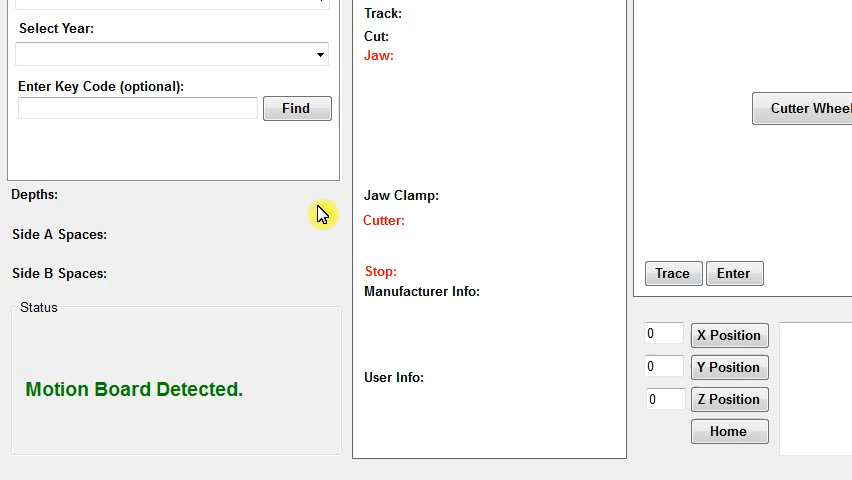 Select Year:
Enter Key Code (optional):
Find
Depths:
Side A Spaces:
Side B Spaces:
Status
Motion Board Detected.
Track:
Cut:
Jaw:
Jaw Clamp:
Cutter:
Stop:
Manufacturer Info:
User Info:
Cutter Wheel
Trace Enter
0 X Position
0 Y Position
0 Z Position
Home